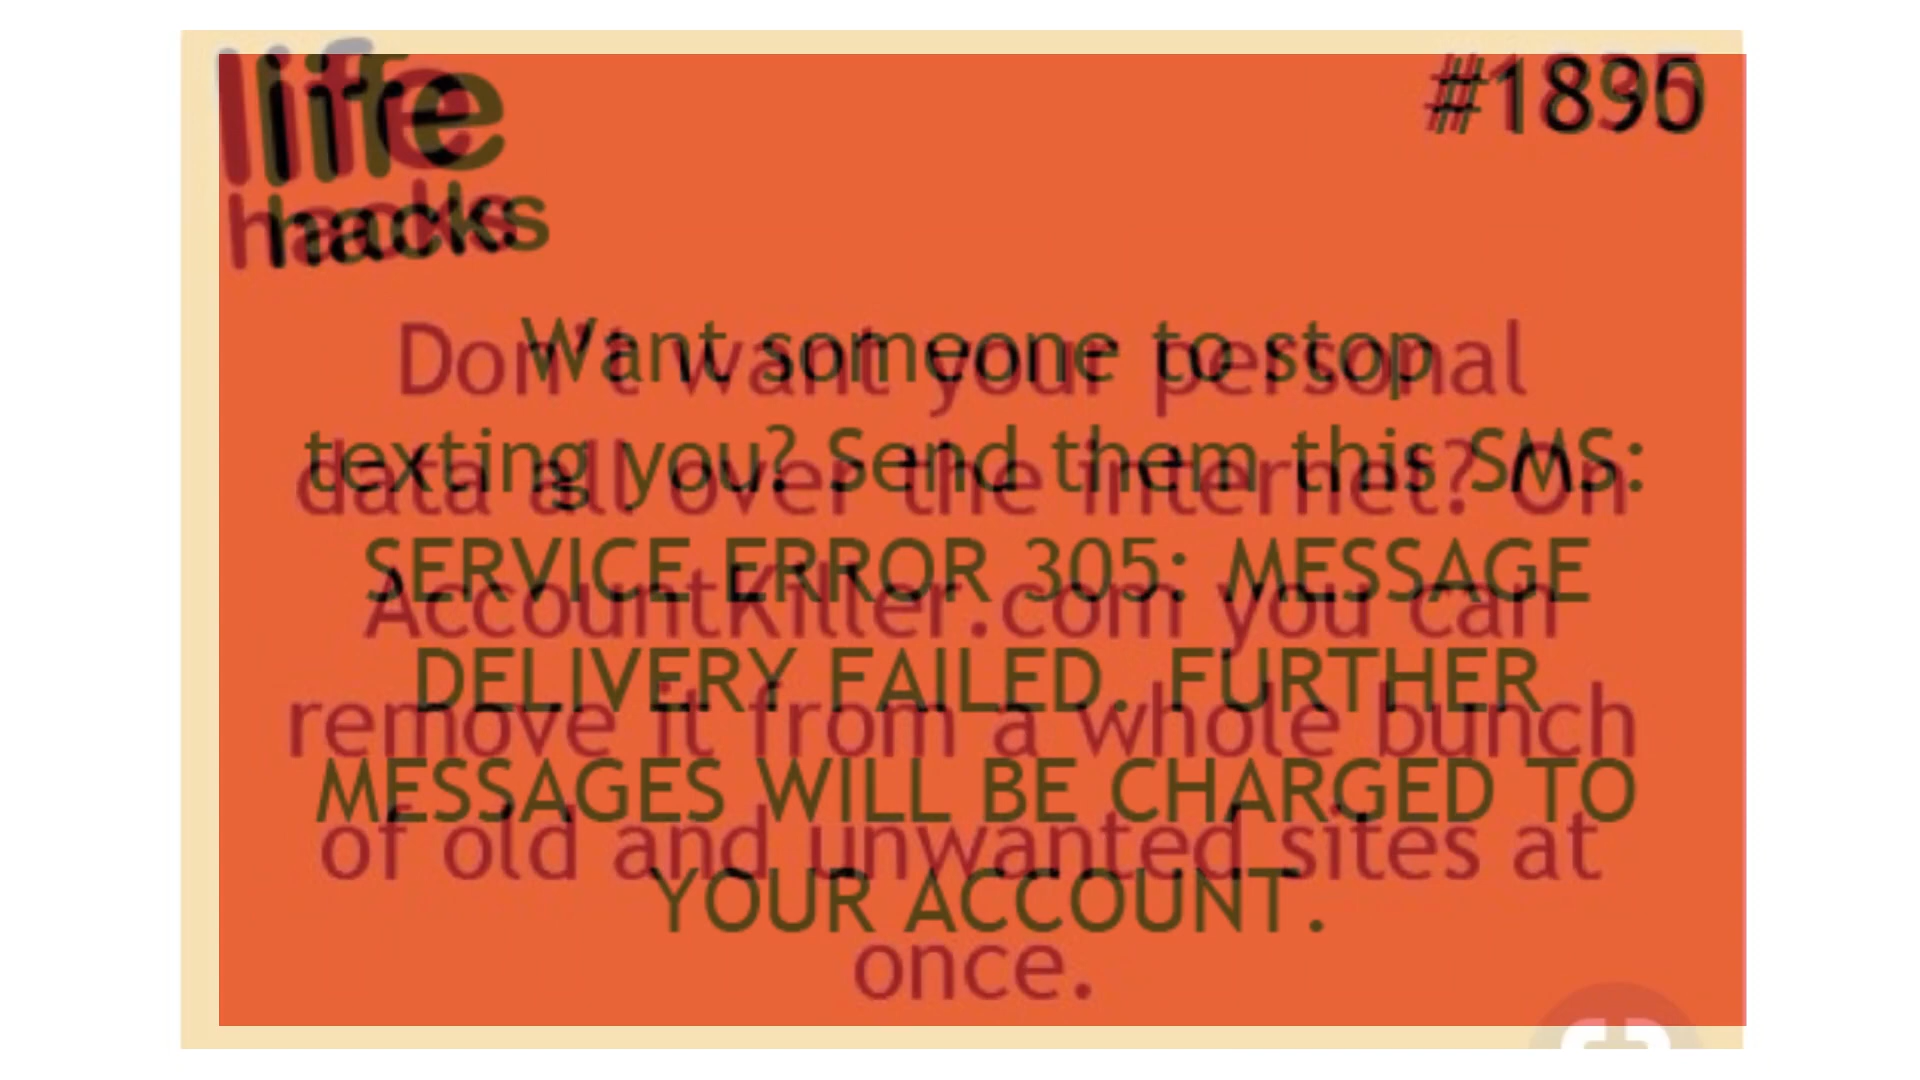 life
hacks
Want someone to stop
texting you? Send them this SMS:
SERVICE ERROR 305: MESSAGE
DELIVERY FAILED. FURTHER
MESSAGES WILL BE CHARGED TO
YOUR ACCOUNT.
life
hacks
Don't want your personal
data all over the internet? On
AccountKiller.com you can
remove it from a whole bunch
of old and unwanted sites at
once.